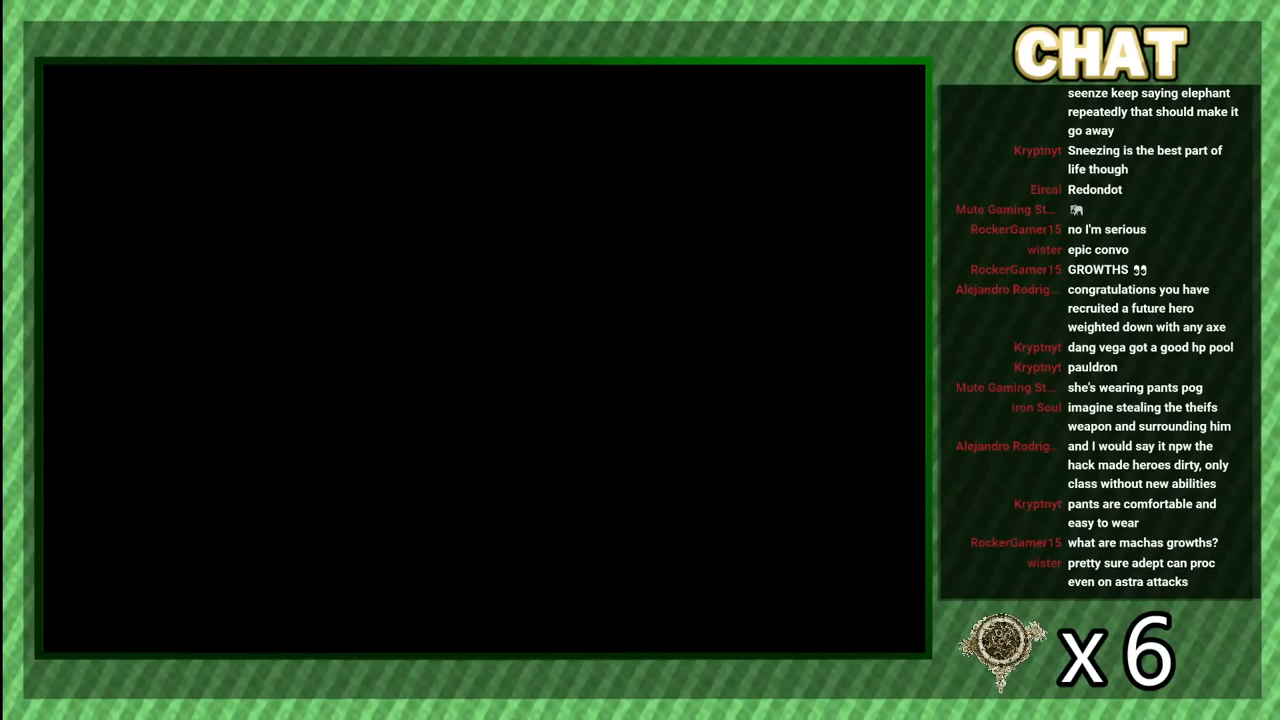 CHAT
seenze keep saying elephant
repeatedly that should make it
go away
Kryptnyt Sneezing is the best part of
life though
Eircal Redondot
Mute Gaming St... 🐘
RockerGamer15 no I'm serious
wister epic convo
RockerGamer15 GROWTHS 👀
Alejandro Rodrig... congratulations you have
recruited a future hero
weighted down with any axe
Kryptnyt dang vega got a good hp pool
Kryptnyt pauldron
Mute Gaming St... she's wearing pants pog
Iron Soul imagine stealing the theifs
weapon and surrounding him
Alejandro Rodrig... and I would say it npw the
hack made heroes dirty, only
class without new abilities
Kryptnyt pants are comfortable and
easy to wear
RockerGamer15 what are machas growths?
wister pretty sure adept can proc
even on astra attacks
x 6